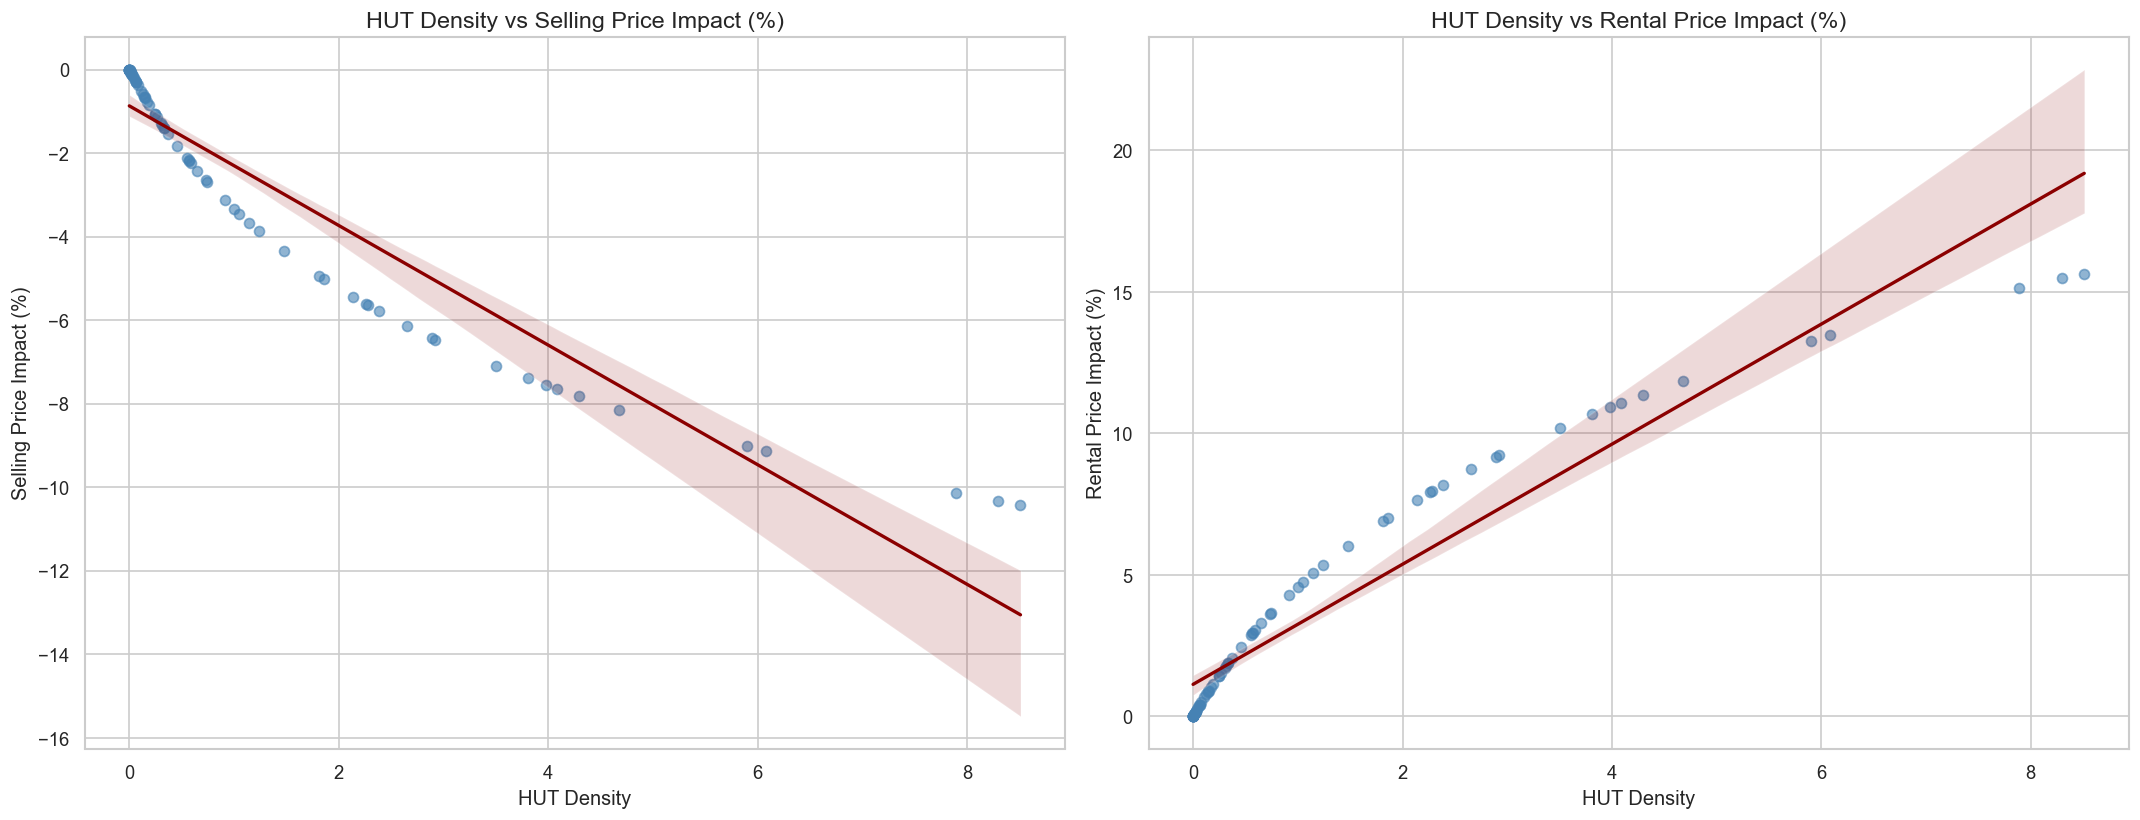 HUT Density vs Selling Price Impact (%)
Selling Price Impact (%)
0
−2
−4
−6
−8
−10
−12
−14
−16
0 2 4 6 8
HUT Density
HUT Density vs Rental Price Impact (%)
Rental Price Impact (%)
20
15
10
5
0
0 2 4 6 8
HUT Density